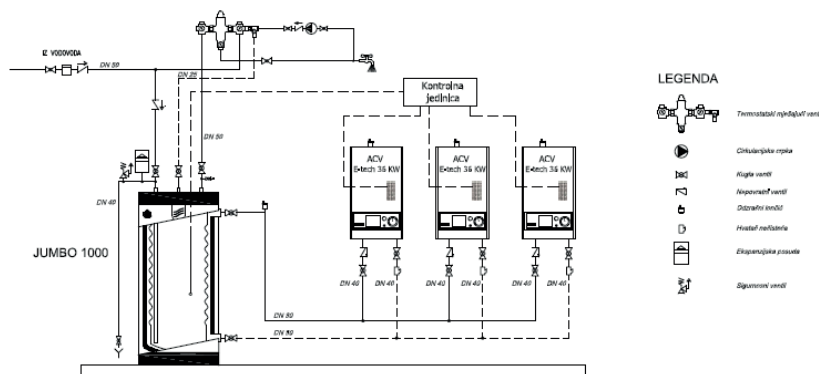 IZ VODOVODA
DN 50
DN 25
DN 50
DN 40
JUMBO 1000
Kontrolna
jedinica
ACV
E-tech 36 KW
ACV
E-tech 36 KW
ACV
E-tech 36 KW
DN 40
DN 40
DN 40
DN 40
DN 40
DN 40
DN 80
DN 80
LEGENDA
Termostatski mješajući ventil
Cirkulacijska crpka
Kugla ventil
Nepovratni ventil
Odzračni lončić
Hvatač nečistoća
Ekspanzijska posuda
Sigurnosni ventil